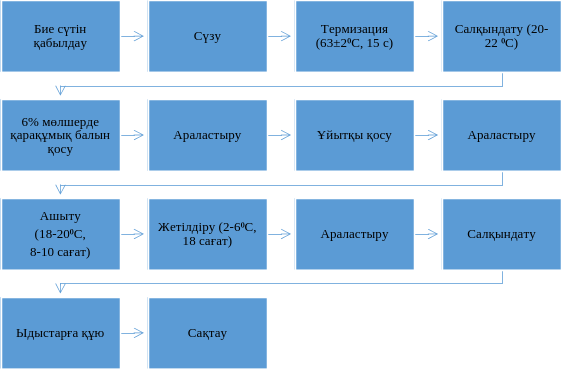 Бие сүтін
қабылдау
Сүзу
Термизация
(63±2⁰С, 15 с)
Салқындату (20-
22 ⁰С)
6% мөлшерде
қарақұмық балын
қосу
Араластыру
Ұйытқы қосу
Араластыру
Ашыту
(18-20⁰С,
8-10 сағат)
Жетілдіру (2-6⁰С,
18 сағат)
Араластыру
Салқындату
Ыдыстарға құю
Сақтау